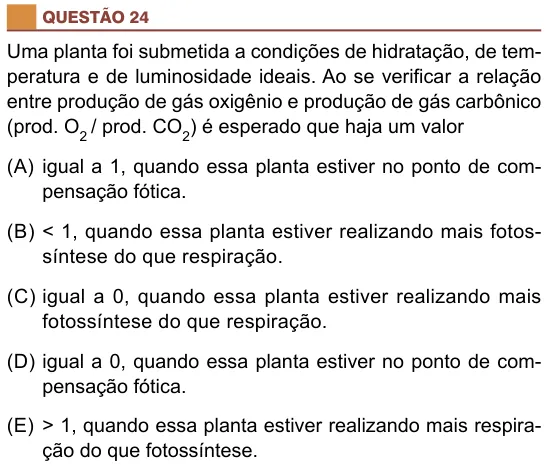 QUESTÃO 24
Uma planta foi submetida a condições de hidratação, de tem-
peratura e de luminosidade ideais. Ao se verificar a relação
entre produção de gás oxigênio e produção de gás carbônico
(prod. O2 / prod. CO2) é esperado que haja um valor
(A) igual a 1, quando essa planta estiver no ponto de com-
pensação fótica.
(B) < 1, quando essa planta estiver realizando mais fotos-
síntese do que respiração.
(C) igual a 0, quando essa planta estiver realizando mais
fotossíntese do que respiração.
(D) igual a 0, quando essa planta estiver no ponto de com-
pensação fótica.
(E) > 1, quando essa planta estiver realizando mais respira-
ção do que fotossíntese.